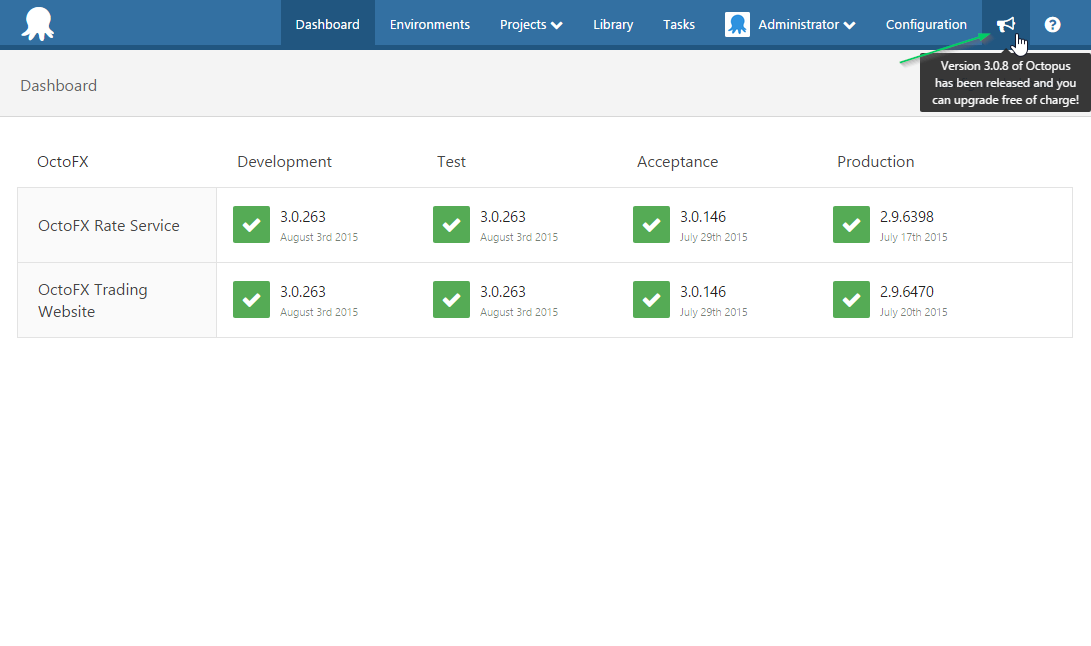 Dashboard Environments Projects Library Tasks Administrator Configuration
Version 3.0.8 of Octopus
has been released and you
can upgrade free of charge!
Dashboard
OctoFX Development Test Acceptance Production
OctoFX Rate Service
3.0.263 3.0.263 3.0.146 2.9.6398
August 3rd 2015 August 3rd 2015 July 29th 2015 July 17th 2015
OctoFX Trading
Website
3.0.263 3.0.263 3.0.146 2.9.6470
August 3rd 2015 August 3rd 2015 July 29th 2015 July 20th 2015